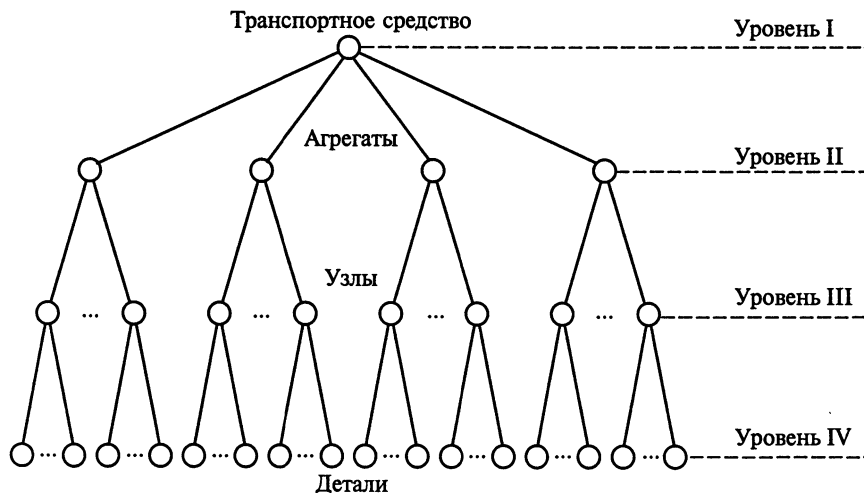 Транспортное средство
Уровень I
Агрегаты
Уровень II
Узлы
Уровень III
... ... ... ...
Уровень IV
... ... ... ... ... ... ... ...
Детали